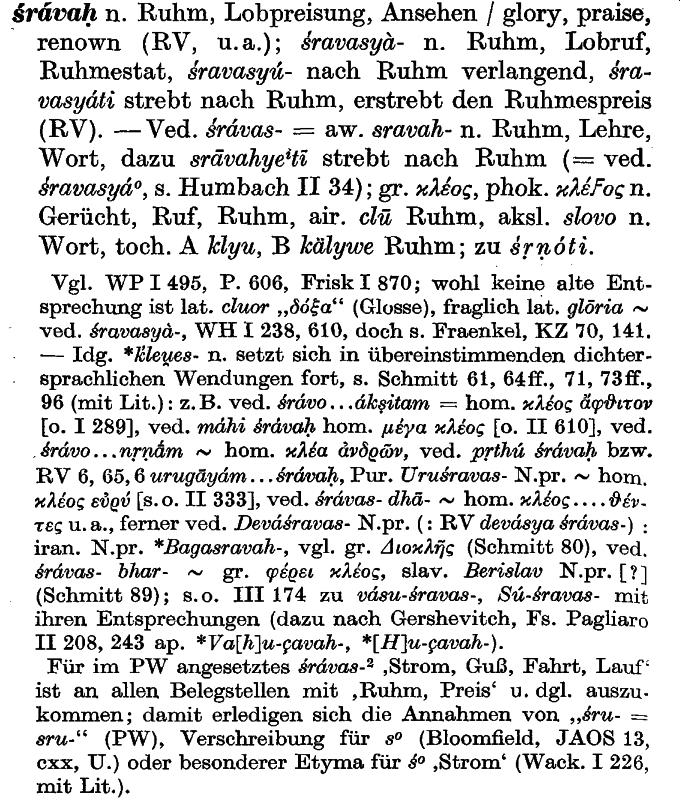 śrávaḥ n. Ruhm, Lobpreisung, Ansehen / glory, praise,
renown (RV, u.a.); śravasyà- n. Ruhm, Lobruf,
Ruhmestat, śravasyú- nach Ruhm verlangend, śra-
vasyáti strebt nach Ruhm, erstrebt den Ruhmespreis
(RV). — Ved. śrávas- = aw. sravah- n. Ruhm, Lehre,
Wort, dazu srāvahyeⁱtī strebt nach Ruhm (= ved.
śravasyá°, s. Humbach II 34); gr. κλέος, phok. κλέϜος n.
Gerücht, Ruf, Ruhm, air. clū Ruhm, aksl. slovo n.
Wort, toch. A klyu, B kälywe Ruhm; zu śṛṇóti.
Vgl. WP I 495, P. 606, Frisk I 870; wohl keine alte Ent-
sprechung ist lat. cluor „δόξα“ (Glosse), fraglich lat. glōria ~
ved. śravasyà-, WH I 238, 610, doch s. Fraenkel, KZ 70, 141.
— Idg. *k̑leu̯es- n. setzt sich in übereinstimmenden dichter-
sprachlichen Wendungen fort, s. Schmitt 61, 64ff., 71, 73ff.,
96 (mit Lit.): z. B. ved. śrávo...ákṣitam = hom. κλέος ἄφθιτον
[o. I 289], ved. máhi śrávaḥ hom. μέγα κλέος [o. II 610], ved.
śrávo...nṛṇā́m ~ hom. κλέα ἀνδρῶν, ved. pṛthú śrávaḥ bzw.
RV 6, 65, 6 urugāyám...śrávaḥ, Pur. Uruśravas- N.pr. ~ hom.
κλέος εὐρύ [s.o. II 333], ved. śrávas- dhā- ~ hom. κλέος....θέν-
τες u.a., ferner ved. Deváśravas- N.pr. (: RV devásya śrávas-) :
iran. N.pr. *Bagasravah-, vgl. gr. Διοκλῆς (Schmitt 80), ved.
śrávas- bhar- ~ gr. φέρει κλέος, slav. Berislav N.pr. [?]
(Schmitt 89); s.o. III 174 zu vásu-śravas-, Sú-śravas- mit
ihren Entsprechungen (dazu nach Gershevitch, Fs. Pagliaro
II 208, 243 ap. *Va[h]u-çavah-, *[H]u-çavah-).
Für im PW angesetztes śrávas-² ‚Strom, Guß, Fahrt, Lauf‘
ist an allen Belegstellen mit ‚Ruhm, Preis‘ u. dgl. auszu-
kommen; damit erledigen sich die Annahmen von „śru- =
sru-“ (PW), Verschreibung für s° (Bloomfield, JAOS 13,
cxx, U.) oder besonderer Etyma für ś° ‚Strom‘ (Wack. I 226,
mit Lit.).